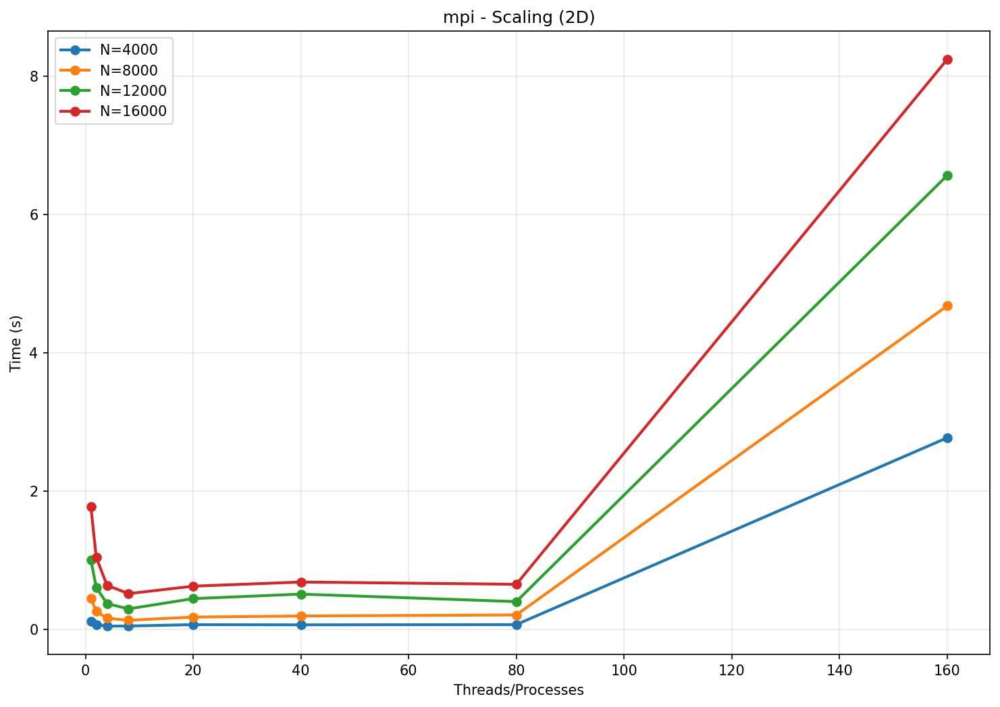 mpi - Scaling (2D)
N=4000
N=8000
N=12000
N=16000
8
6
4
2
0
Time (s)
0 20 40 60 80 100 120 140 160
Threads/Processes